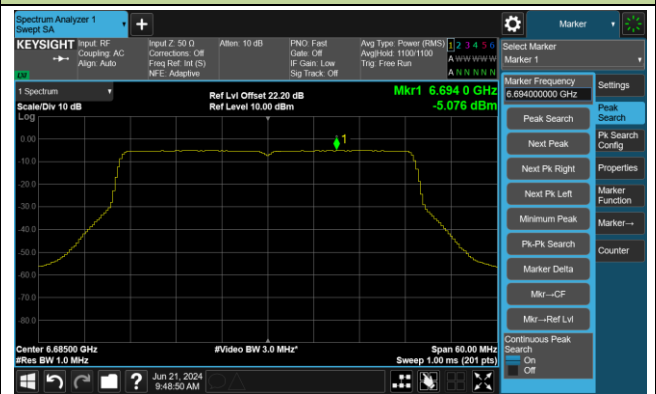 Spectrum Analyzer 1
Swept SA
+
Marker
KEYSIGHT
Input: RF
Coupling: AC
Align: Auto
Input Z: 50 Ω
Corrections: Off
Freq Ref: Int (S)
NFE: Adaptive
Atten: 10 dB
PNO: Fast
Gate: Off
IF Gain: Low
Sig Track: Off
Avg Type: Power (RMS)
Avg|Hold: 1100/1100
Trig: Free Run
1 2 3 4 5 6
A W W W W W
A N N N N N
1 Spectrum
Scale/Div 10 dB
Log
Ref Lvl Offset 22.20 dB
Ref Level 10.00 dBm
Mkr1 6.694 0 GHz
-5.076 dBm
1
0.00
-10.0
-20.0
-30.0
-40.0
-50.0
-60.0
-70.0
-80.0
Center 6.68500 GHz
#Res BW 1.0 MHz
#Video BW 3.0 MHz*
Span 60.00 MHz
Sweep 1.00 ms (201 pts)
Jun 21, 2024
9:48:50 AM
Select Marker
Marker 1
Marker Frequency
6.694000000 GHz
Peak Search
Next Peak
Next Pk Right
Next Pk Left
Minimum Peak
Pk-Pk Search
Marker Delta
Mkr→CF
Mkr→Ref Lvl
Continuous Peak
Search
On
Off
Settings
Peak
Search
Pk Search
Config
Properties
Marker
Function
Marker→
Counter